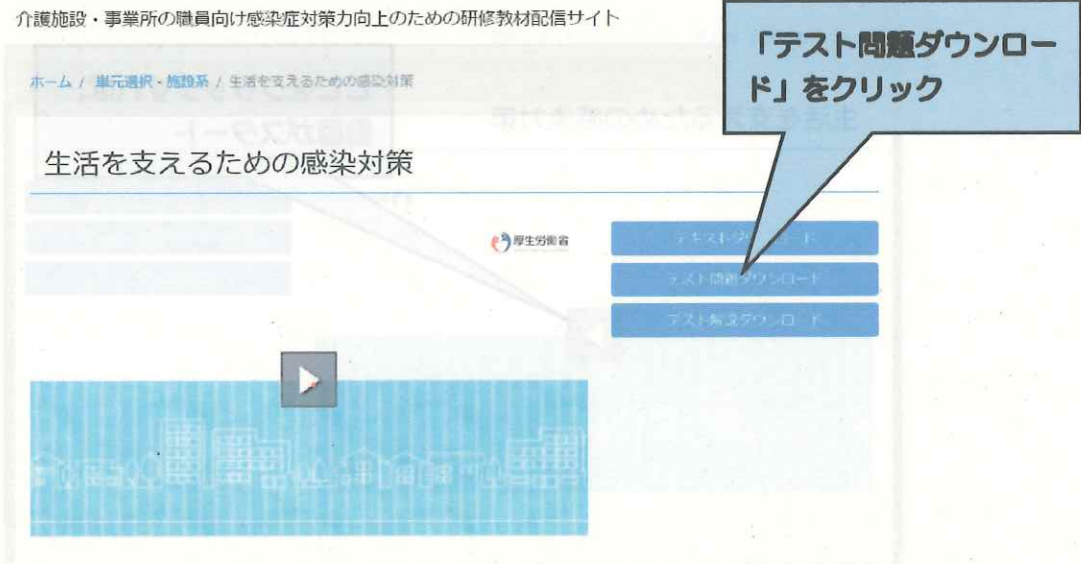 介護施設・事業所の職員向け感染症対策力向上のための研修教材配信サイト
「テスト問題ダウンロー
ド」をクリック
ホーム / 単元選択・施設系 / 生活を支えるための感染対策
生活を支えるための感染対策
厚生労働省
テキストダウンロード
テスト問題ダウンロード
テスト解説ダウンロード